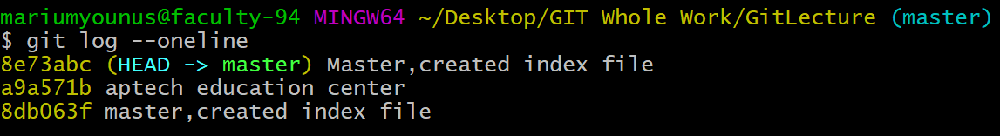 mariumyounus@faculty-94 MINGW64 ~/Desktop/GIT Whole Work/GitLecture (master)
$ git log --oneline
8e73abc (HEAD -> master) Master,created index file
a9a571b aptech education center
8db063f master,created index file